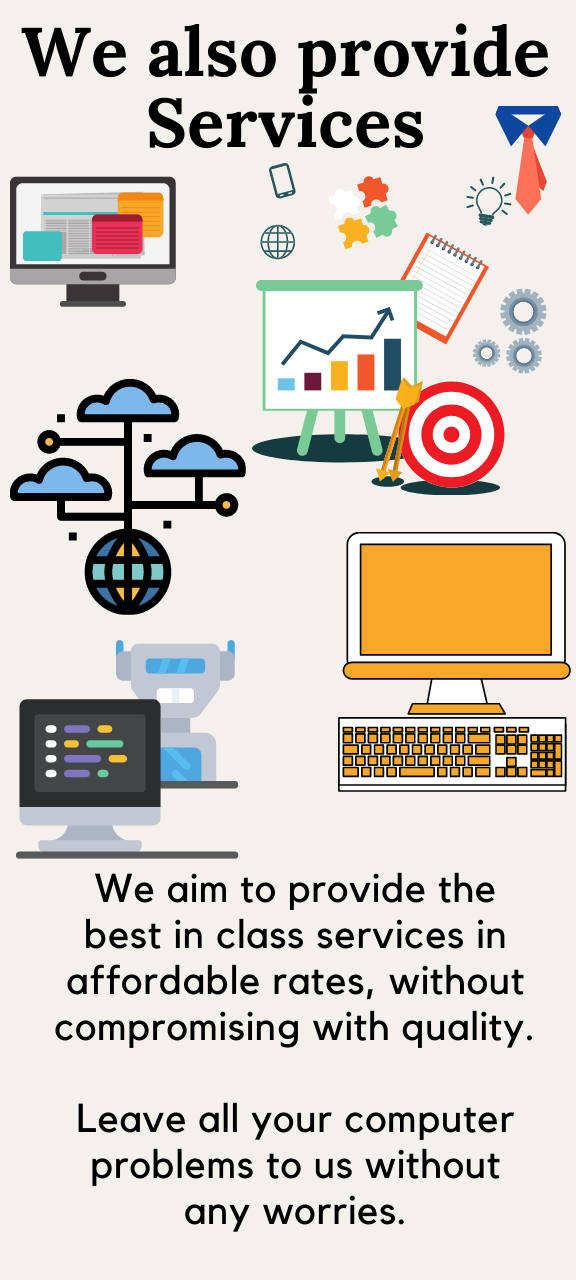 We also provide
Services
We aim to provide the
best in class services in
affordable rates, without
compromising with quality.
Leave all your computer
problems to us without
any worries.